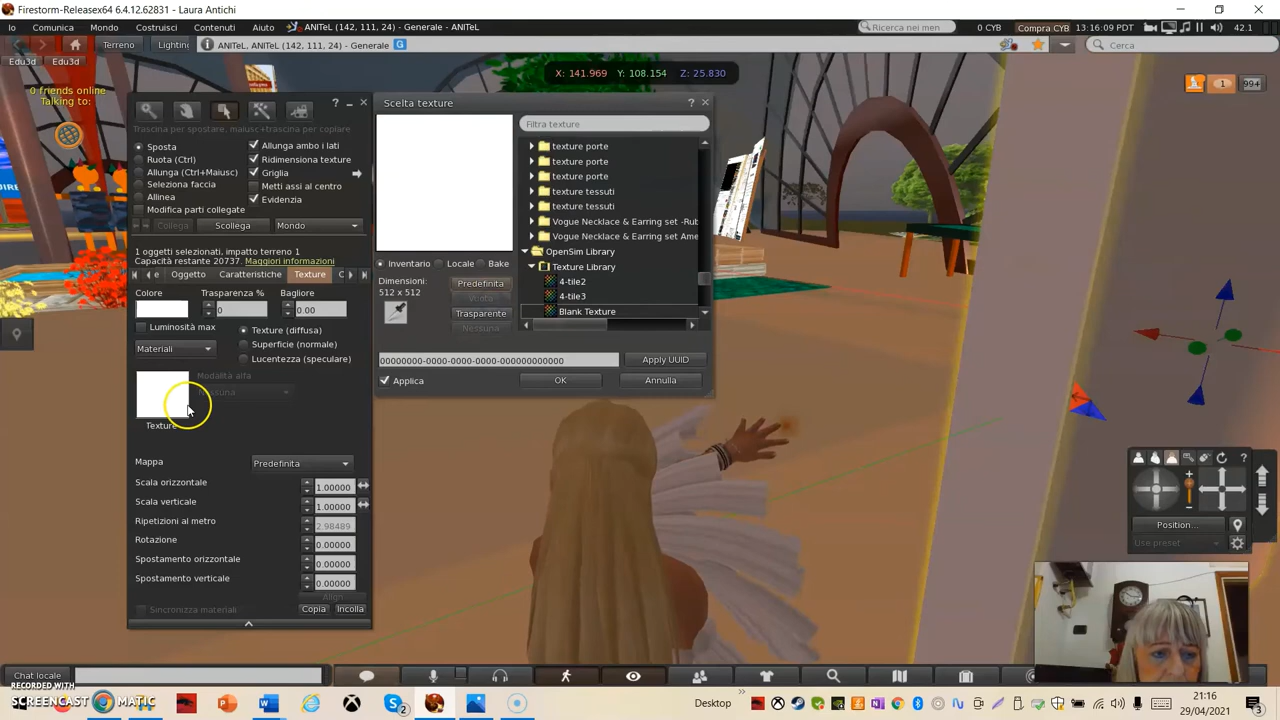 Firestorm-Releasex64 6.4.12.62831 - Laura Antichi
Io Comunica Mondo Costruisci Contenuti Aiuto ANITeL (142, 111, 24) - Generale - ANITeL
Ricerca nei men
0 CYB Compra CYB 13:16:09 PDT 42.1
Terreno Lighting ANITeL, ANITeL (142, 111, 24) - Generale G Cerca
Edu3d Edu3d
0 friends online
Talking to:
X: 141.969 Y: 108.154 Z: 25.830
1 994
Trascina per spostare, maiusc+trascina per copiare
Sposta
Ruota (Ctrl)
Allunga (Ctrl+Maiusc)
Seleziona faccia
Allinea
Modifica parti collegate
Allunga ambo i lati
Ridimensiona texture
Griglia
Metti assi al centro
Evidenzia
Collega Scollega Mondo
1 oggetti selezionati, impatto terreno 1
Capacità restante 20737. Maggiori informazioni
e Oggetto Caratteristiche Texture C
Colore Trasparenza % Bagliore
0 0.00
Luminosità max
Texture (diffusa)
Materiali
Superficie (normale)
Lucentezza (speculare)
Modalità alfa
Nessuna
Texture
Mappa Predefinita
Scala orizzontale 1.00000
Scala verticale 1.00000
Ripetizioni al metro 2.98489
Rotazione 0.00000
Spostamento orizzontale 0.00000
Spostamento verticale 0.00000
Align
Sincronizza materiali Copia Incolla
Scelta texture
Filtra texture
texture porte
texture porte
texture porte
texture tessuti
texture tessuti
Vogue Necklace & Earring set -Rub
Vogue Necklace & Earring set Ame
OpenSim Library
Texture Library
4-tile2
4-tile3
Blank Texture
Inventario Locale Bake
Dimensioni:
512 x 512
Predefinita
Vuota
Trasparente
Nessuna
00000000-0000-0000-0000-000000000000 Apply UUID
Applica OK Annulla
Position...
Use preset
Chat locale
RECORDED WITH
SCREENCAST MATIC
Desktop
21:16
29/04/2021